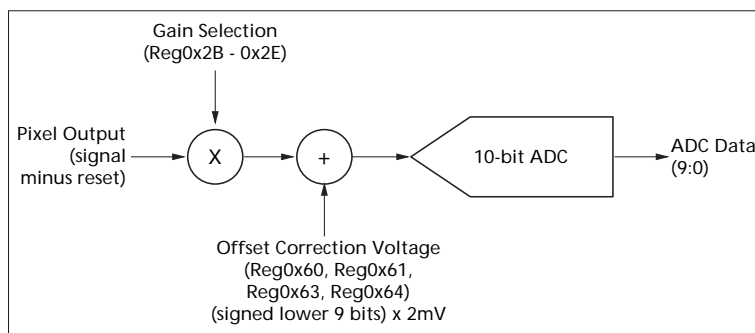 Gain Selection
(Reg0x2B - 0x2E)
Pixel Output
(signal
minus reset)
X
+
10-bit ADC
ADC Data
(9:0)
Offset Correction Voltage
(Reg0x60, Reg0x61,
Reg0x63, Reg0x64)
(signed lower 9 bits) x 2mV